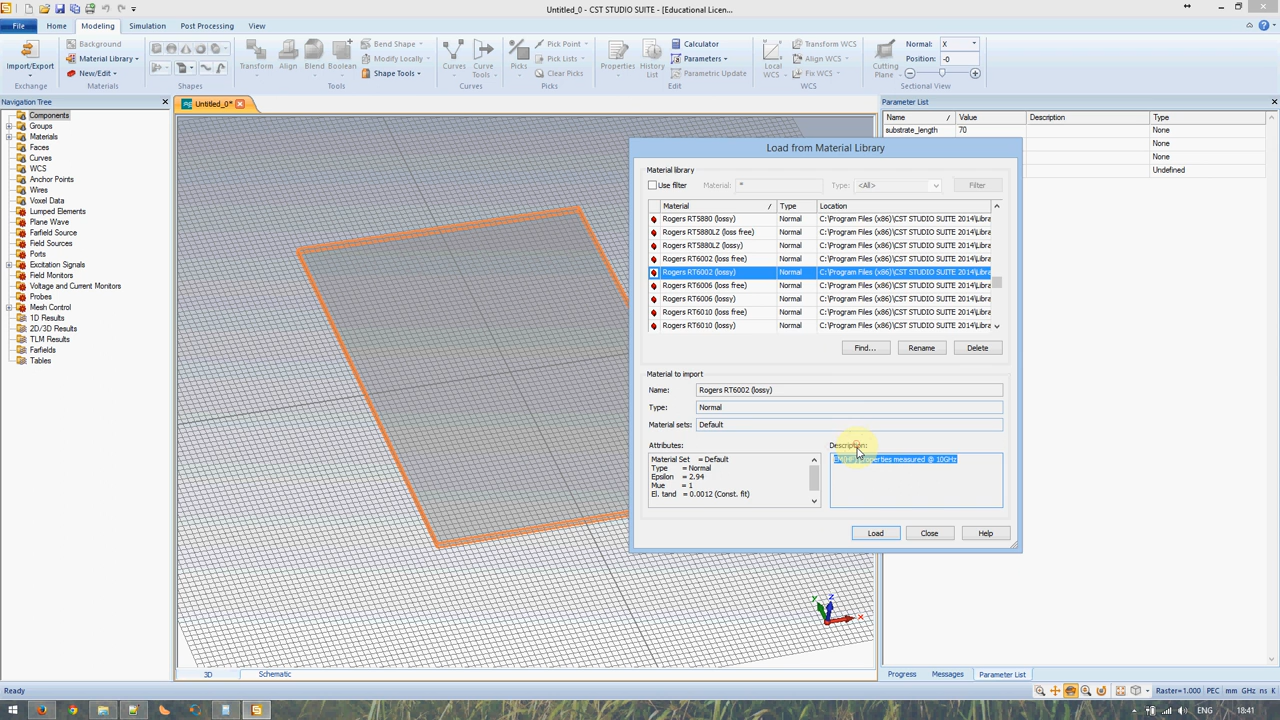 Untitled_0 - CST STUDIO SUITE - [Educational Licen...
File Home Modeling Simulation Post Processing View
Import/Export
Exchange
Background
Material Library
New/Edit
Materials
Shapes
Transform
Align
Blend
Boolean
Bend Shape
Modify Locally
Shape Tools
Tools
Curves
Curve Tools
Curves
Picks
Pick Point
Pick Lists
Clear Picks
Picks
Properties
History List
Calculator
Parameters
Parametric Update
Edit
Local WCS
Transform WCS
Align WCS
Fix WCS
WCS
Cutting Plane
Normal: X
Position: -0
Sectional View
Navigation Tree
Components
Groups
Materials
Faces
Curves
WCS
Anchor Points
Wires
Voxel Data
Lumped Elements
Plane Wave
Farfield Source
Field Sources
Ports
Excitation Signals
Field Monitors
Voltage and Current Monitors
Probes
Mesh Control
1D Results
2D/3D Results
TLM Results
Farfields
Tables
Untitled_0*
Parameter List
Name / Value Description Type
substrate_length 70 None
None
None
Undefined
Load from Material Library
Material library
Use filter Material: * Type: <All> Filter
Material / Type Location
Rogers RT5880 (lossy) Normal C:\Program Files (x86)\CST STUDIO SUITE 2014\Libra
Rogers RT5880LZ (loss free) Normal C:\Program Files (x86)\CST STUDIO SUITE 2014\Libra
Rogers RT5880LZ (lossy) Normal C:\Program Files (x86)\CST STUDIO SUITE 2014\Libra
Rogers RT6002 (loss free) Normal C:\Program Files (x86)\CST STUDIO SUITE 2014\Libra
Rogers RT6002 (lossy) Normal C:\Program Files (x86)\CST STUDIO SUITE 2014\Libra
Rogers RT6006 (loss free) Normal C:\Program Files (x86)\CST STUDIO SUITE 2014\Libra
Rogers RT6006 (lossy) Normal C:\Program Files (x86)\CST STUDIO SUITE 2014\Libra
Rogers RT6010 (loss free) Normal C:\Program Files (x86)\CST STUDIO SUITE 2014\Libra
Rogers RT6010 (lossy) Normal C:\Program Files (x86)\CST STUDIO SUITE 2014\Libra
Find... Rename Delete
Material to import
Name: Rogers RT6002 (lossy)
Type: Normal
Material sets: Default
Attributes:
Material Set = Default
Type = Normal
Epsilon = 2.94
Mue = 1
El. tand = 0.0012 (Const. fit)
Description:
properties measured @ 10GHz
Load Close Help
y z x
3D Schematic
Progress Messages Parameter List
Ready
Raster=1.000 PEC mm GHz ns K
ENG 18:41